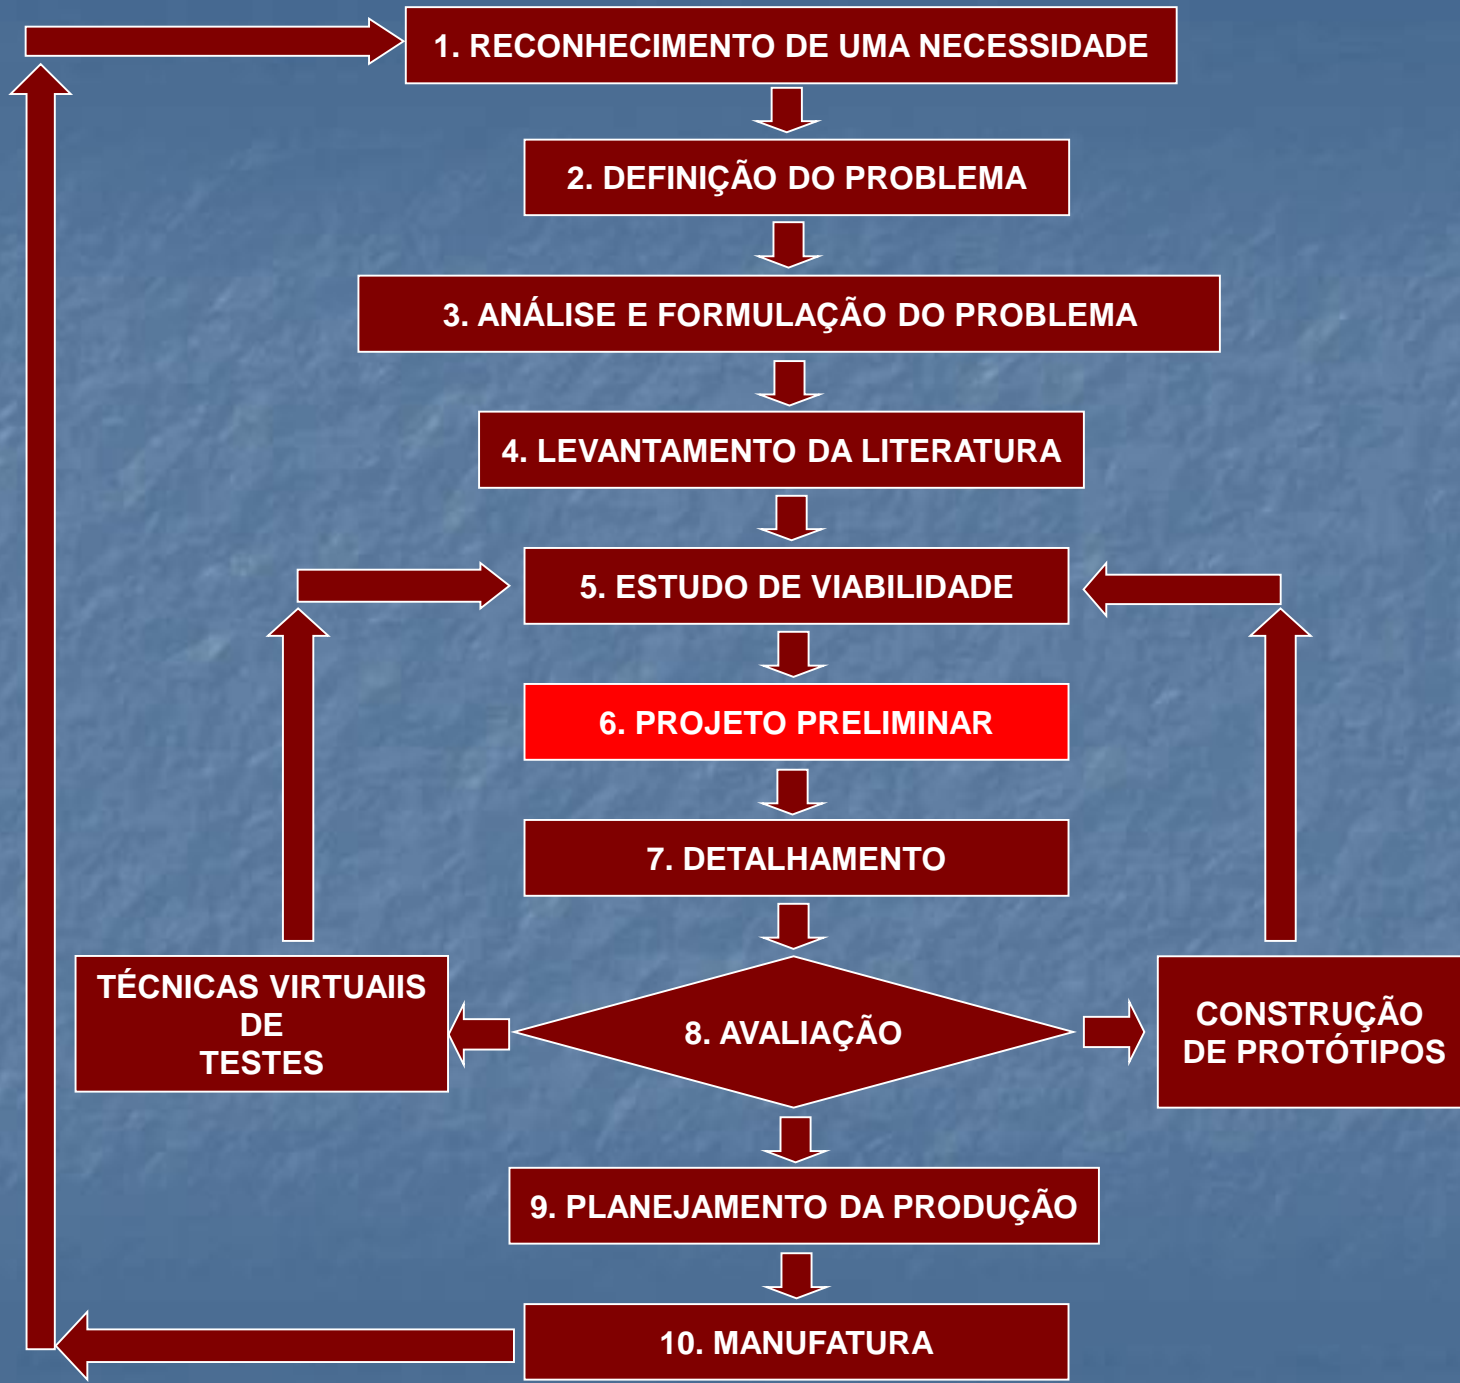 1. RECONHECIMENTO DE UMA NECESSIDADE
2. DEFINIÇÃO DO PROBLEMA
3. ANÁLISE E FORMULAÇÃO DO PROBLEMA
4. LEVANTAMENTO DA LITERATURA
5. ESTUDO DE VIABILIDADE
6. PROJETO PRELIMINAR
7. DETALHAMENTO
TÉCNICAS VIRTUAIIS
DE
TESTES
8. AVALIAÇÃO
CONSTRUÇÃO
DE PROTÓTIPOS
9. PLANEJAMENTO DA PRODUÇÃO
10. MANUFATURA